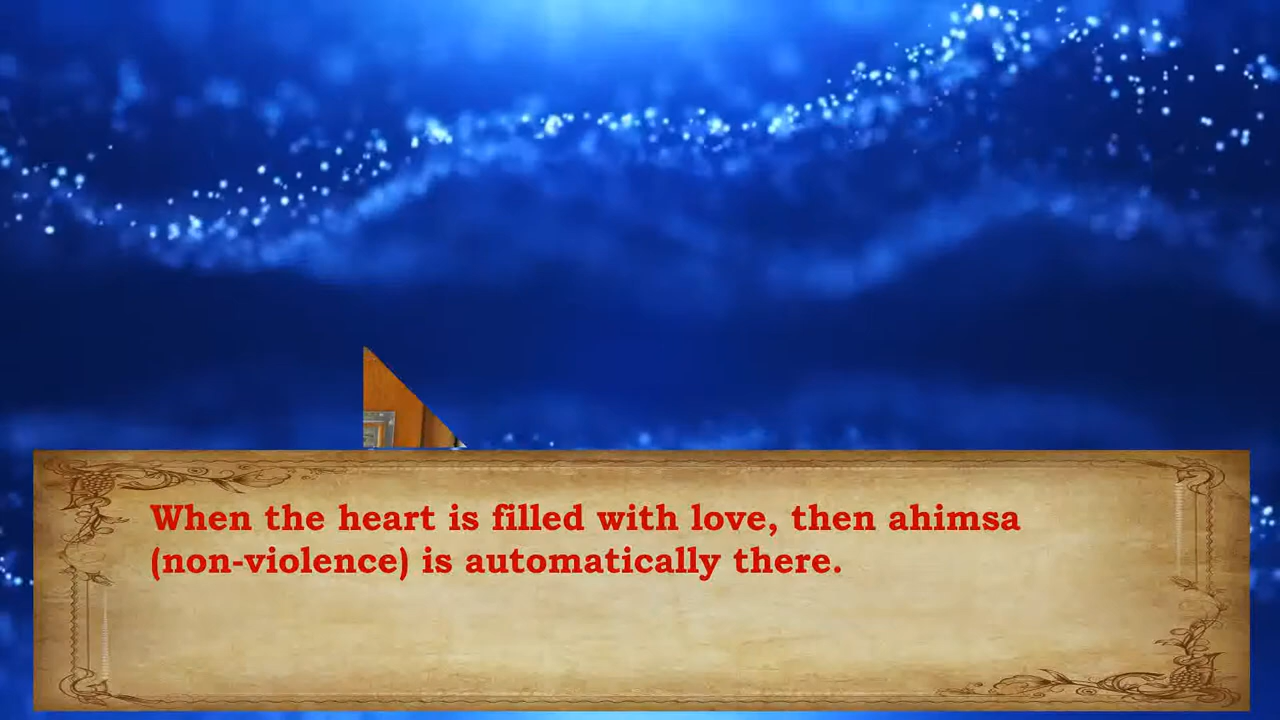 When the heart is filled with love, then ahimsa
(non-violence) is automatically there.